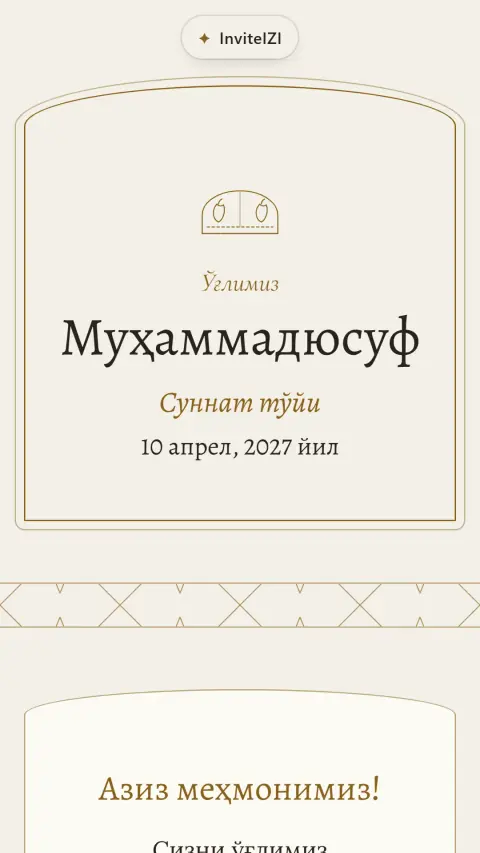 InviteIZI
Ўғлимиз
Муҳаммадюсуф
Суннат тўйи
10 апрел, 2027 йил
Азиз меҳмонимиз!
Сизни ўғлимиз